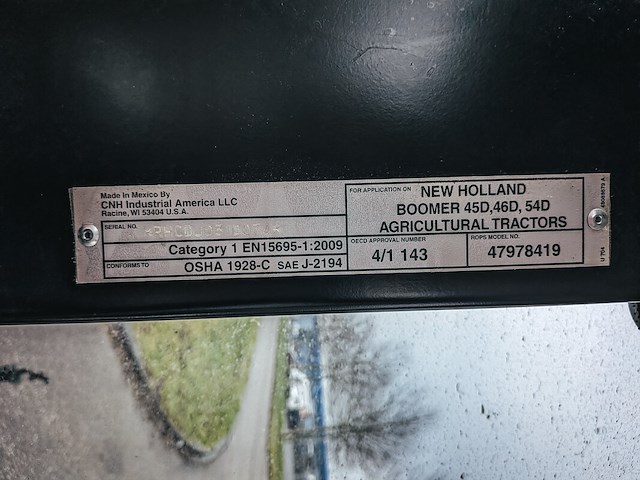 Made In Mexico By
CNH Industrial America LLC
Racine, WI 53404 U.S.A.
SERIAL NO.
Category 1 EN15695-1:2009
CONFORMS TO
OSHA 1928-C SAE J-2194
FOR APPLICATION ON
NEW HOLLAND
BOOMER 45D,46D, 54D
AGRICULTURAL TRACTORS
OECD APPROVAL NUMBER
4/1 143
ROPS MODEL NO.
47978419